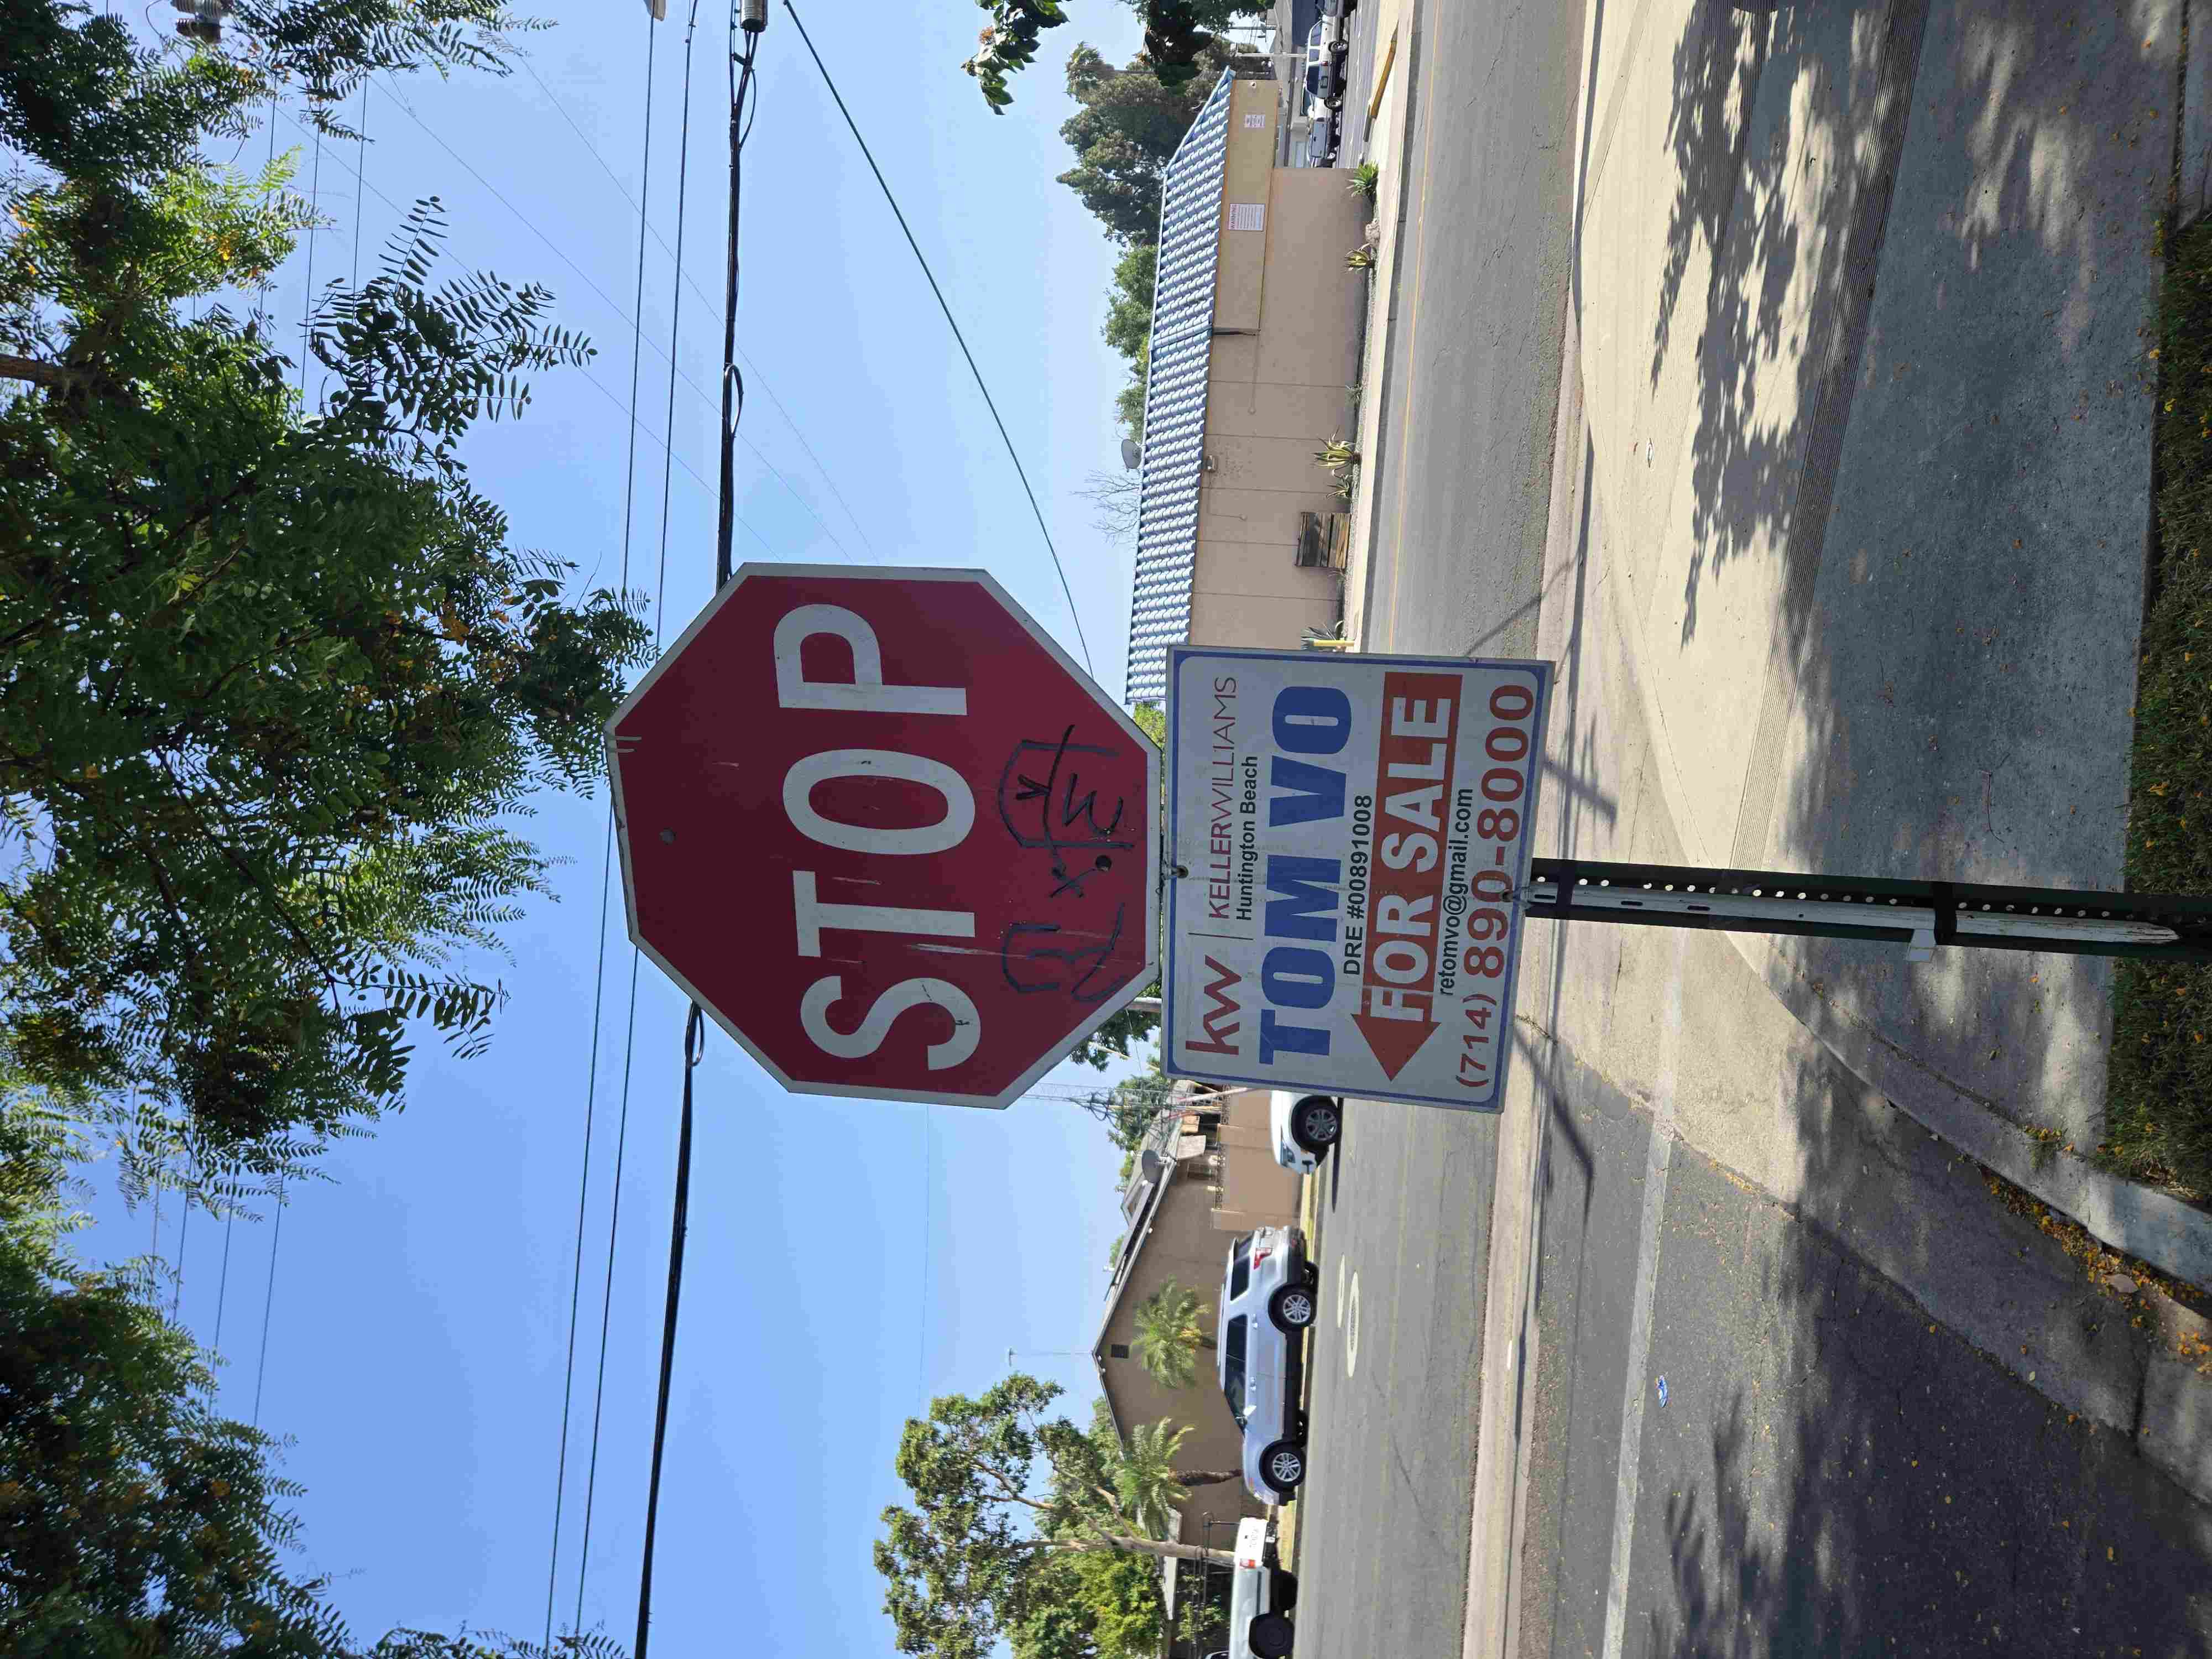 STOP
kw | KELLERWILLIAMS
Huntington Beach
TOM VO
DRE #00891008
FOR SALE
retomvo@gmail.com
(714) 890-8000